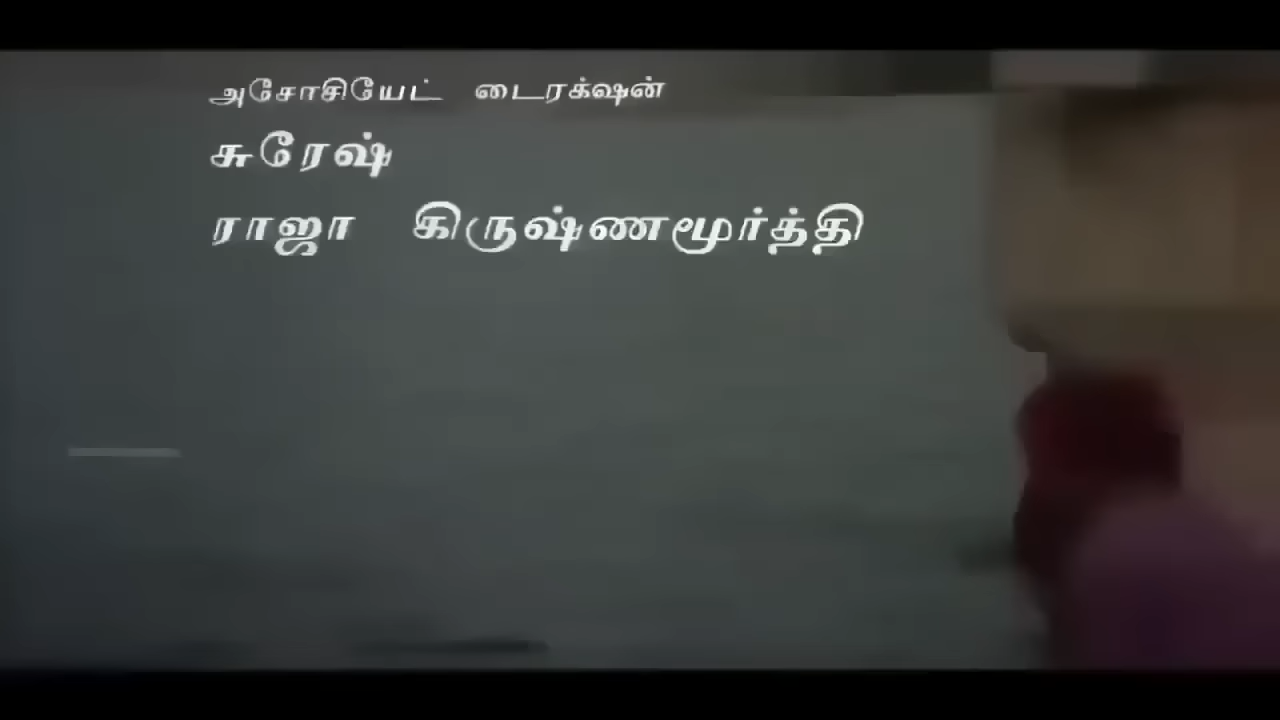 அசோசியேட் டைரக்‌ஷன்
சுரேஷ்
ராஜா கிருஷ்ணமூர்த்தி